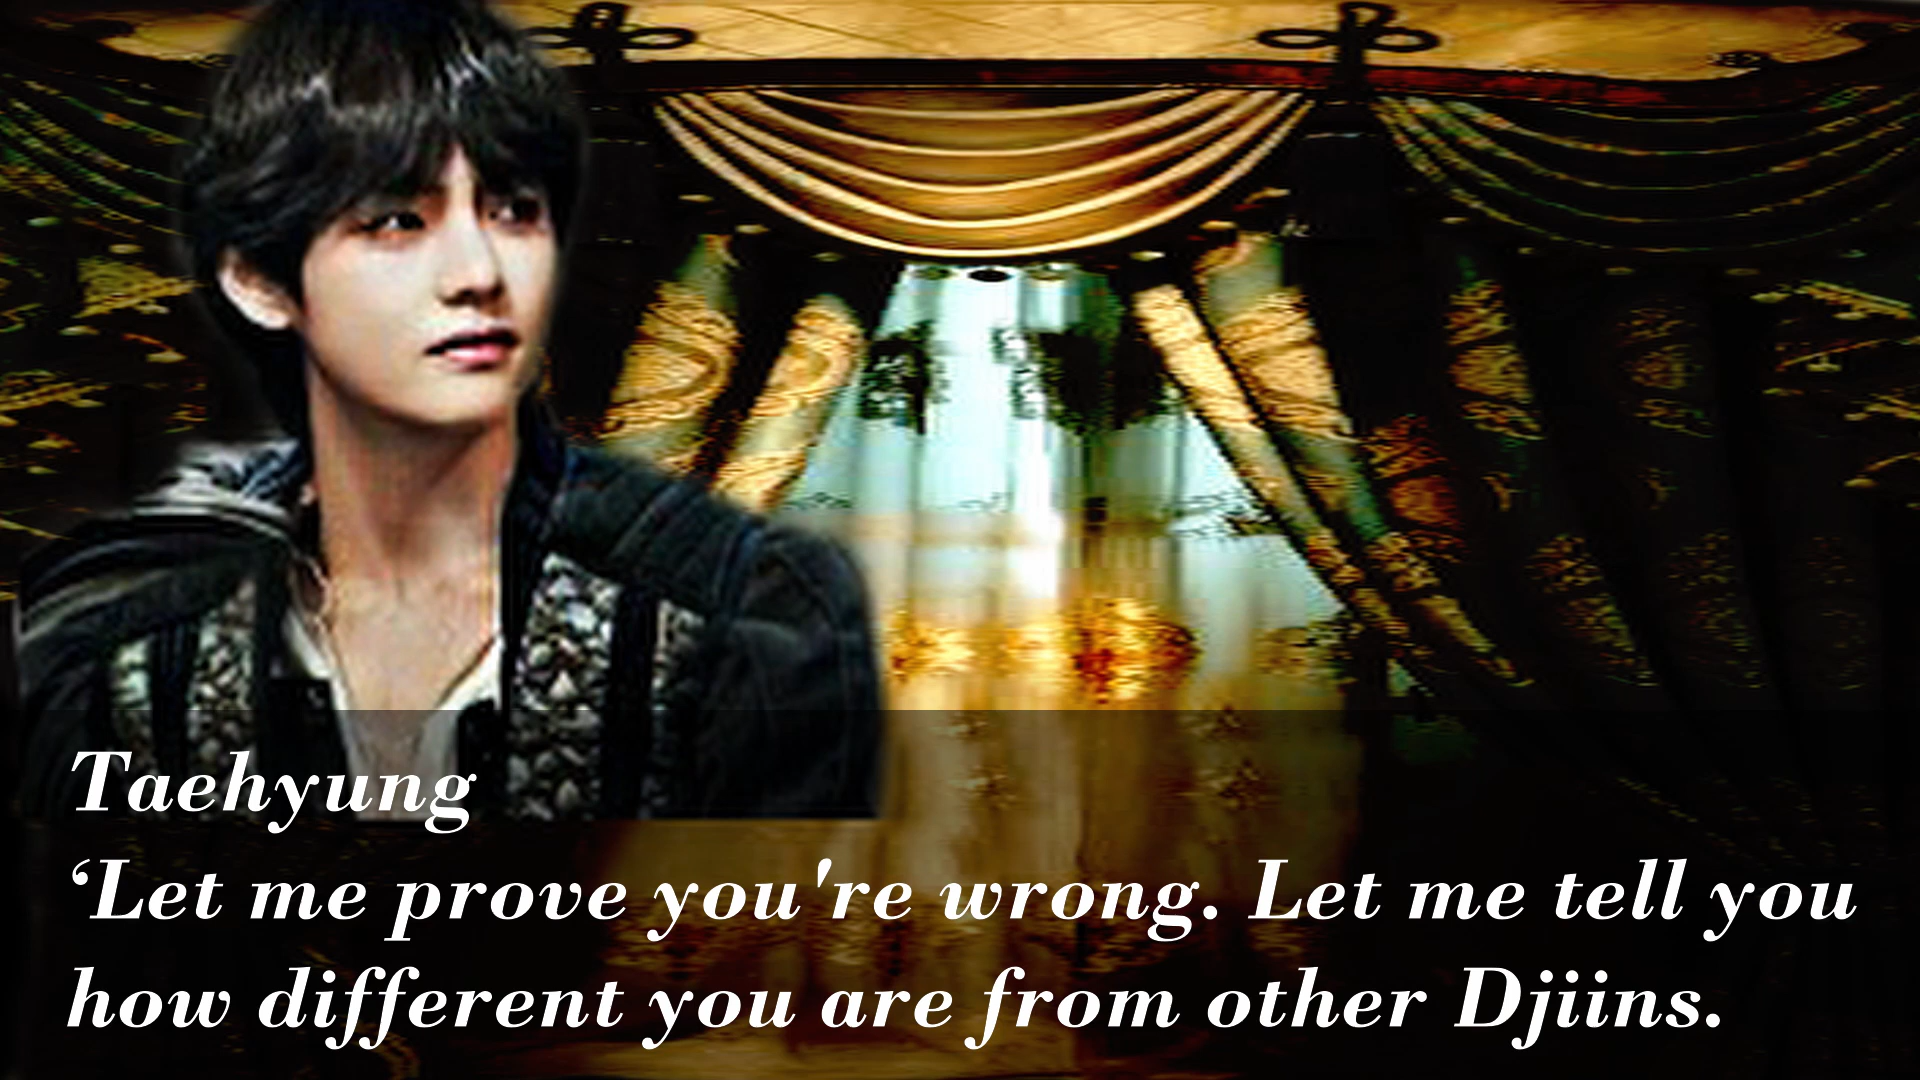 Taehyung
‘Let me prove you're wrong. Let me tell you
how different you are from other Djiins.